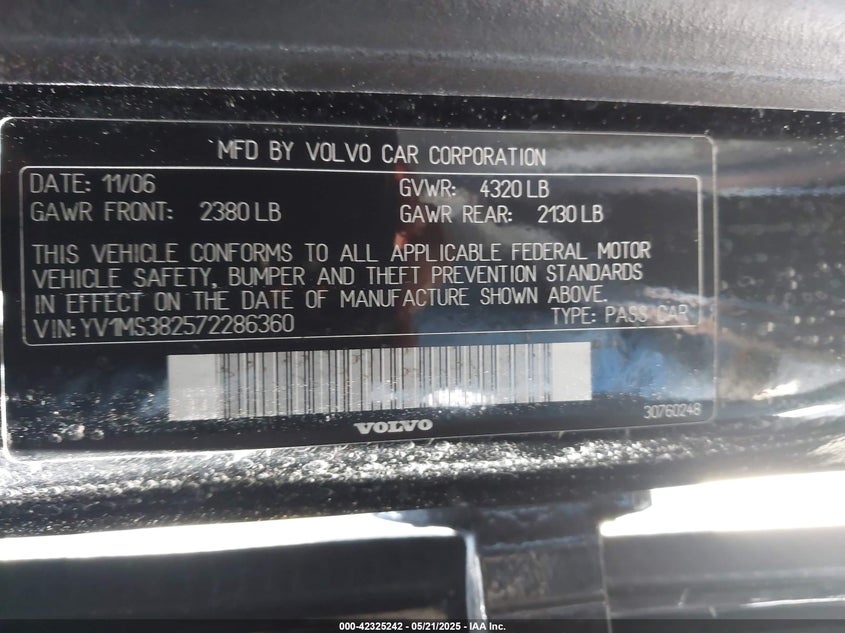 MFD BY VOLVO CAR CORPORATION
DATE: 11/06 GVWR: 4320 LB
GAWR FRONT: 2380 LB GAWR REAR: 2130 LB
THIS VEHICLE CONFORMS TO ALL APPLICABLE FEDERAL MOTOR
VEHICLE SAFETY, BUMPER AND THEFT PREVENTION STANDARDS
IN EFFECT ON THE DATE OF MANUFACTURE SHOWN ABOVE.
VIN: YV1MS382572286360 TYPE: PASS CAR
30760248
VOLVO
000-42325242 - 05/21/2025 - IAA Inc.